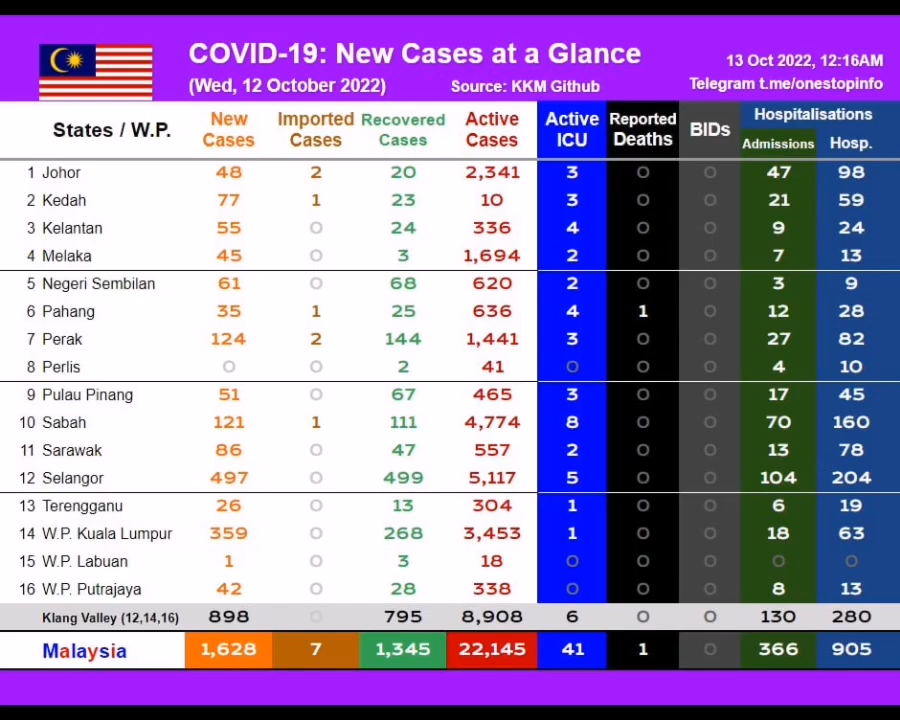 COVID-19: New Cases at a Glance
(Wed, 12 October 2022) Source: KKM Github
13 Oct 2022, 12:16AM
Telegram t.me/onestopinfo
States / W.P. New Cases Imported Cases Recovered Cases Active Cases Active ICU Reported Deaths BIDs Hospitalisations Admissions Hosp.
1 Johor 48 2 20 2,341 3 0 0 47 98
2 Kedah 77 1 23 10 3 0 0 21 59
3 Kelantan 55 0 24 336 4 0 0 9 24
4 Melaka 45 0 3 1,694 2 0 0 7 13
5 Negeri Sembilan 61 0 68 620 2 0 0 3 9
6 Pahang 35 1 25 636 4 1 0 12 28
7 Perak 124 2 144 1,441 3 0 0 27 82
8 Perlis 0 0 2 41 0 0 0 4 10
9 Pulau Pinang 51 0 67 465 3 0 0 17 45
10 Sabah 121 1 111 4,774 8 0 0 70 160
11 Sarawak 86 0 47 557 2 0 0 13 78
12 Selangor 497 0 499 5,117 5 0 0 104 204
13 Terengganu 26 0 13 304 1 0 0 6 19
14 W.P. Kuala Lumpur 359 0 268 3,453 1 0 0 18 63
15 W.P. Labuan 1 0 3 18 0 0 0 0 0
16 W.P. Putrajaya 42 0 28 338 0 0 0 8 13
Klang Valley (12,14,16) 898 0 795 8,908 6 0 0 130 280
Malaysia 1,628 7 1,345 22,145 41 1 0 366 905